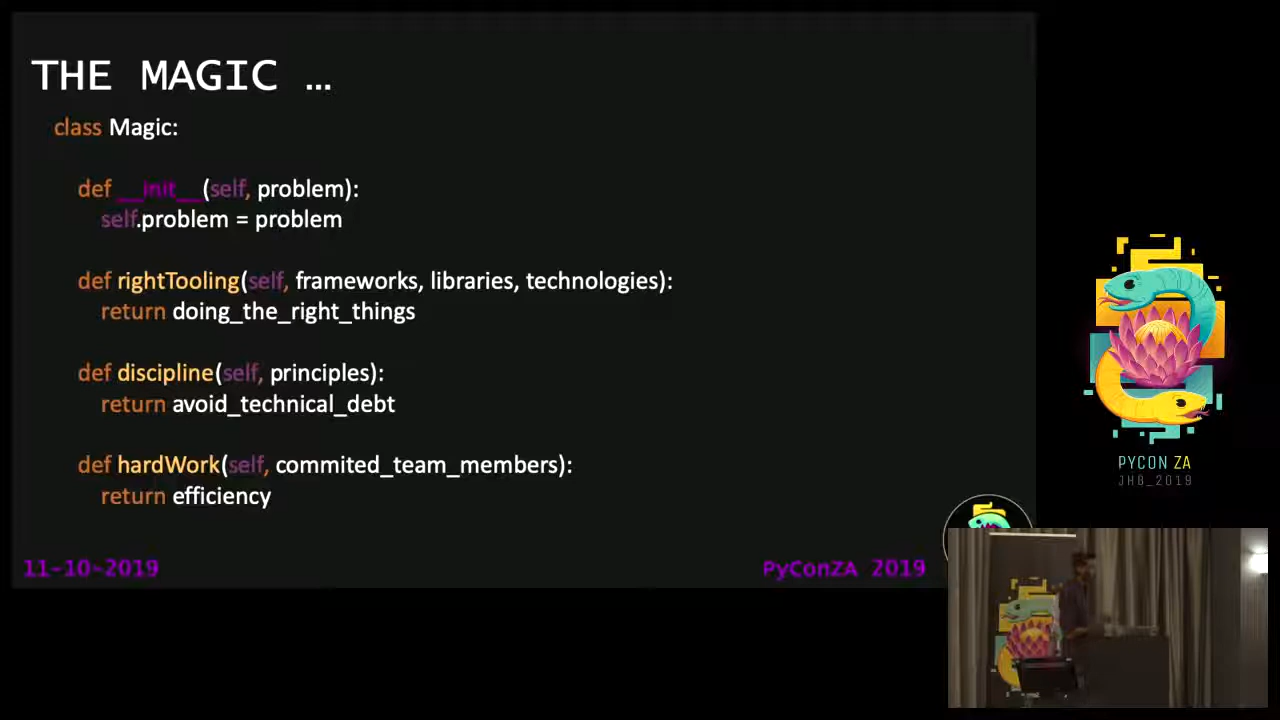 THE MAGIC ...
class Magic:
def __init__(self, problem):
self.problem = problem
def rightTooling(self, frameworks, libraries, technologies):
return doing_the_right_things
def discipline(self, principles):
return avoid_technical_debt
def hardWork(self, commited_team_members):
return efficiency
11-10-2019
PyConZA 2019
PYCON ZA
JHB_2019